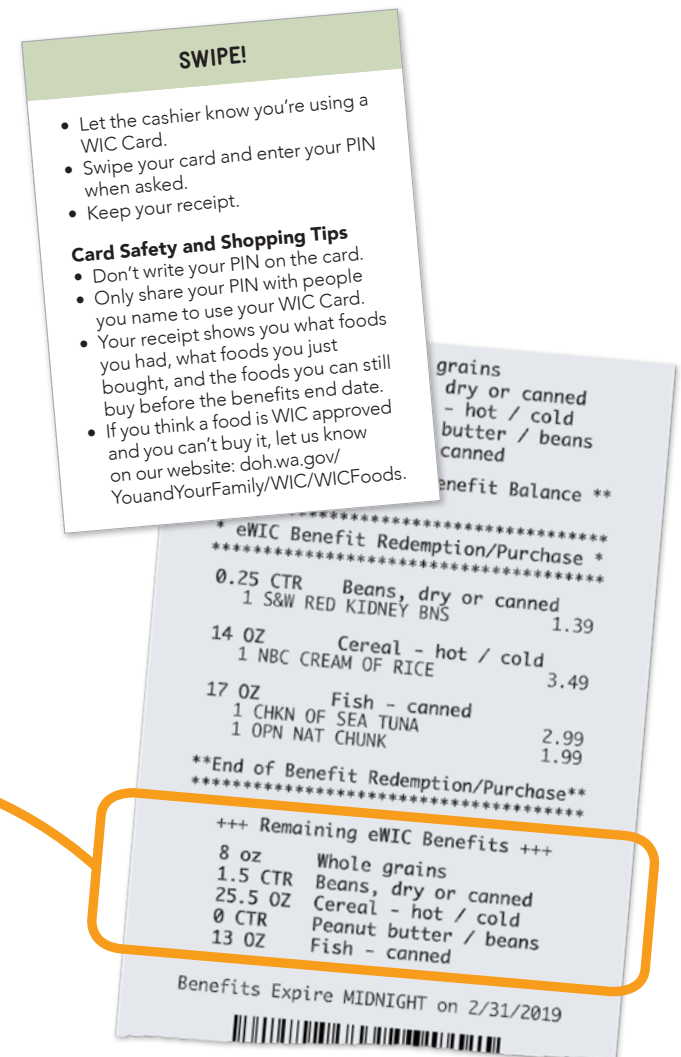 SWIPE!
• Let the cashier know you're using a
WIC Card.
• Swipe your card and enter your PIN
when asked.
• Keep your receipt.
Card Safety and Shopping Tips
• Don't write your PIN on the card.
• Only share your PIN with people
you name to use your WIC Card.
• Your receipt shows you what foods
you had, what foods you just
bought, and the foods you can still
buy before the benefits end date.
• If you think a food is WIC approved
and you can't buy it, let us know
on our website: doh.wa.gov/
YouandYourFamily/WIC/WICFoods.
grains
dry or canned
- hot / cold
butter / beans
canned
Balance **
* eWIC Benefit Redemption/Purchase *
**************************************
0.25 CTR Beans, dry or canned
1 S&W RED KIDNEY BNS 1.39
14 OZ Cereal - hot / cold
1 NBC CREAM OF RICE 3.49
17 OZ Fish - canned
1 CHKN OF SEA TUNA 2.99
1 OPN NAT CHUNK 1.99
**End of Benefit Redemption/Purchase**
**************************************
+++ Remaining eWIC Benefits +++
8 oz Whole grains
1.5 CTR Beans, dry or canned
25.5 OZ Cereal - hot / cold
0 CTR Peanut butter / beans
13 OZ Fish - canned
Benefits Expire MIDNIGHT on 2/31/2019